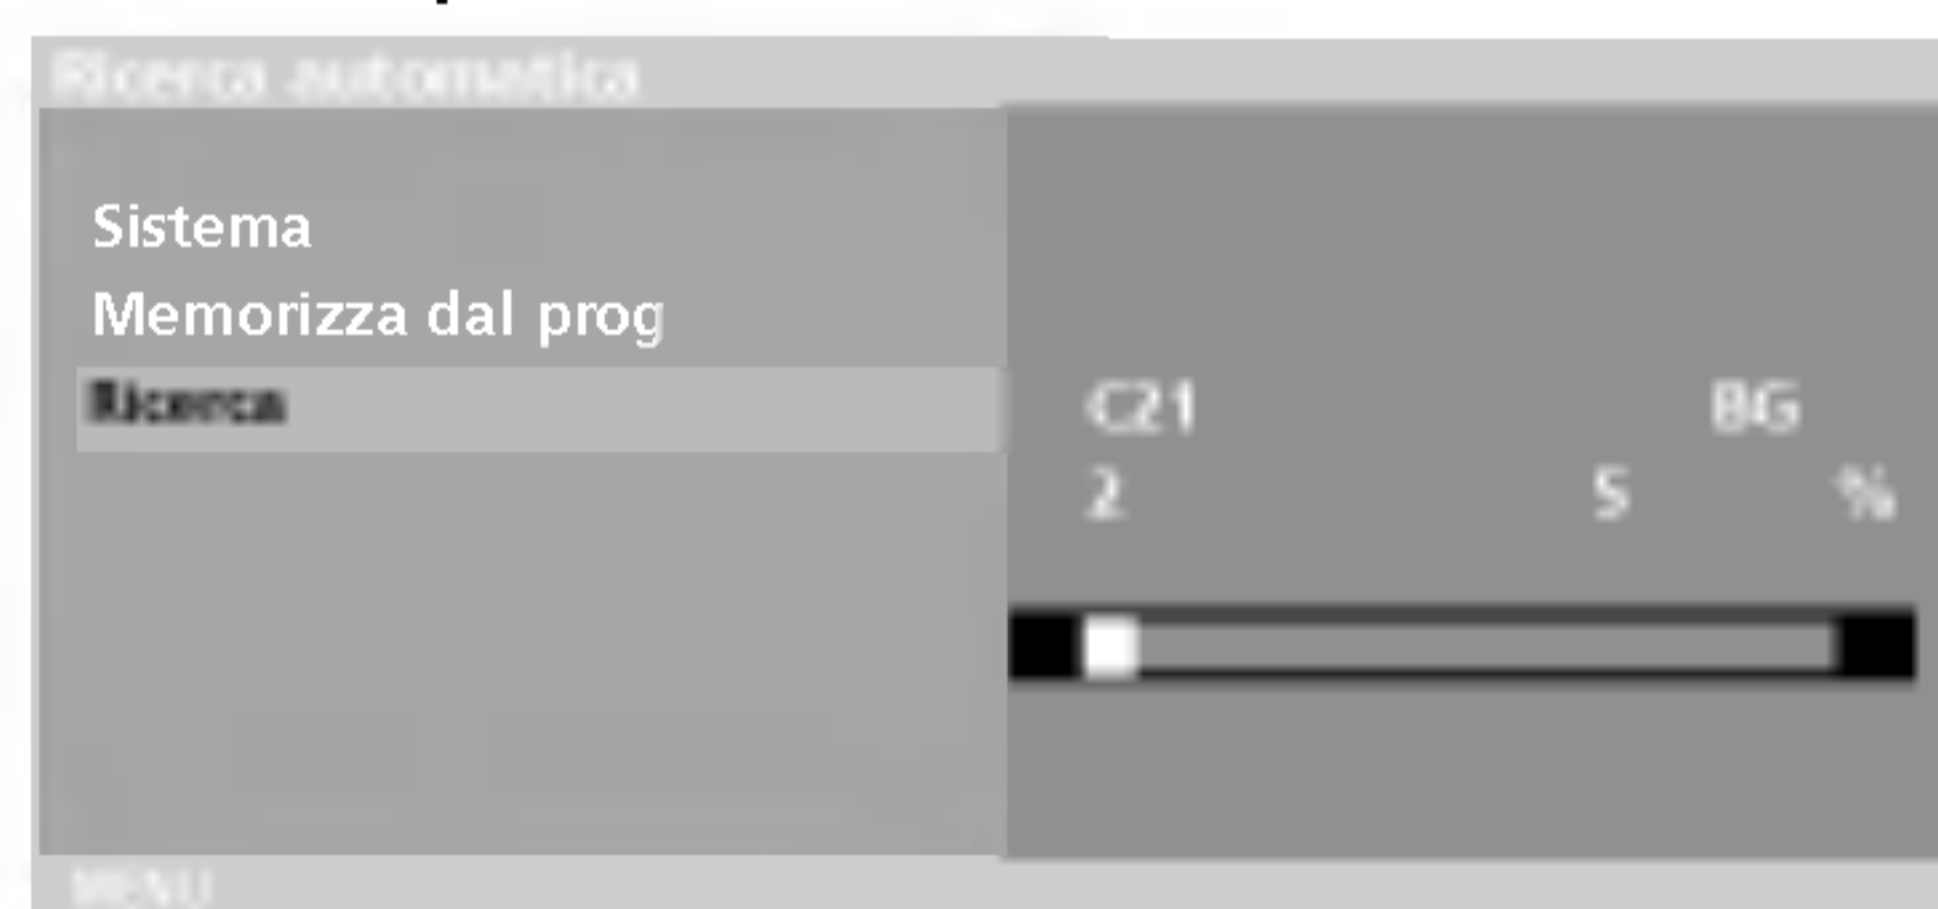 Ricerca automatica
Sistema
Memorizza dal prog
Ricerca C21 BG
2 5 %
MENU